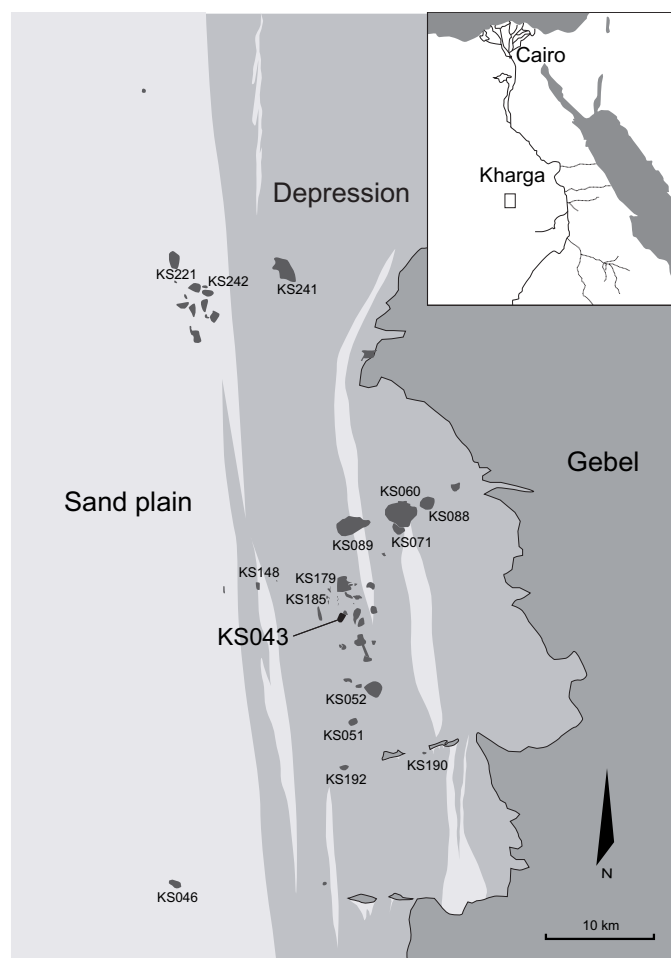 Cairo
Kharga
Depression
KS221
KS242
KS241
Gebel
Sand plain
KS060
KS088
KS089
KS071
KS148
KS179
KS185
KS043
KS052
KS051
KS190
KS192
KS046
N
10 km